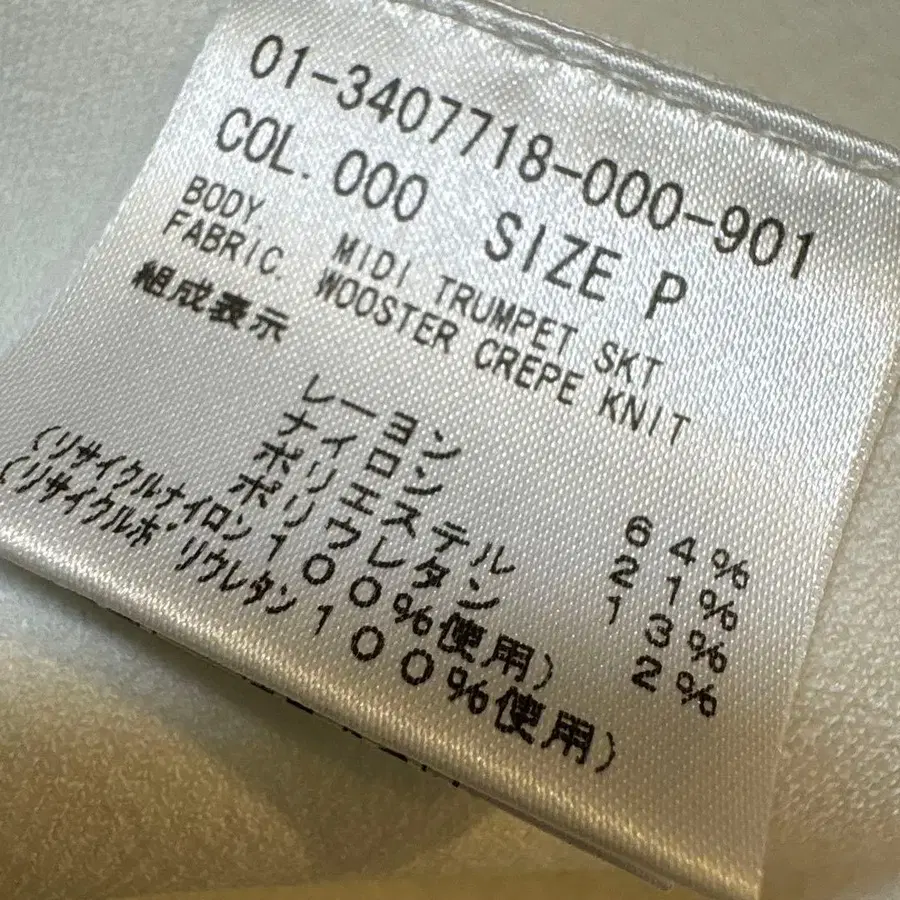 01-3407718-000-901
COL. 000 SIZE P
BODY. MIDI TRUMPET SKT
FABRIC. WOOSTER CREPE KNIT
組成表示
レーヨン 64%
ナイロン 21%
ポリエステル 13%
ポリウレタン 2%
(リサイクルナイロン100%使用)
(リサイクルポリウレタン100%使用)